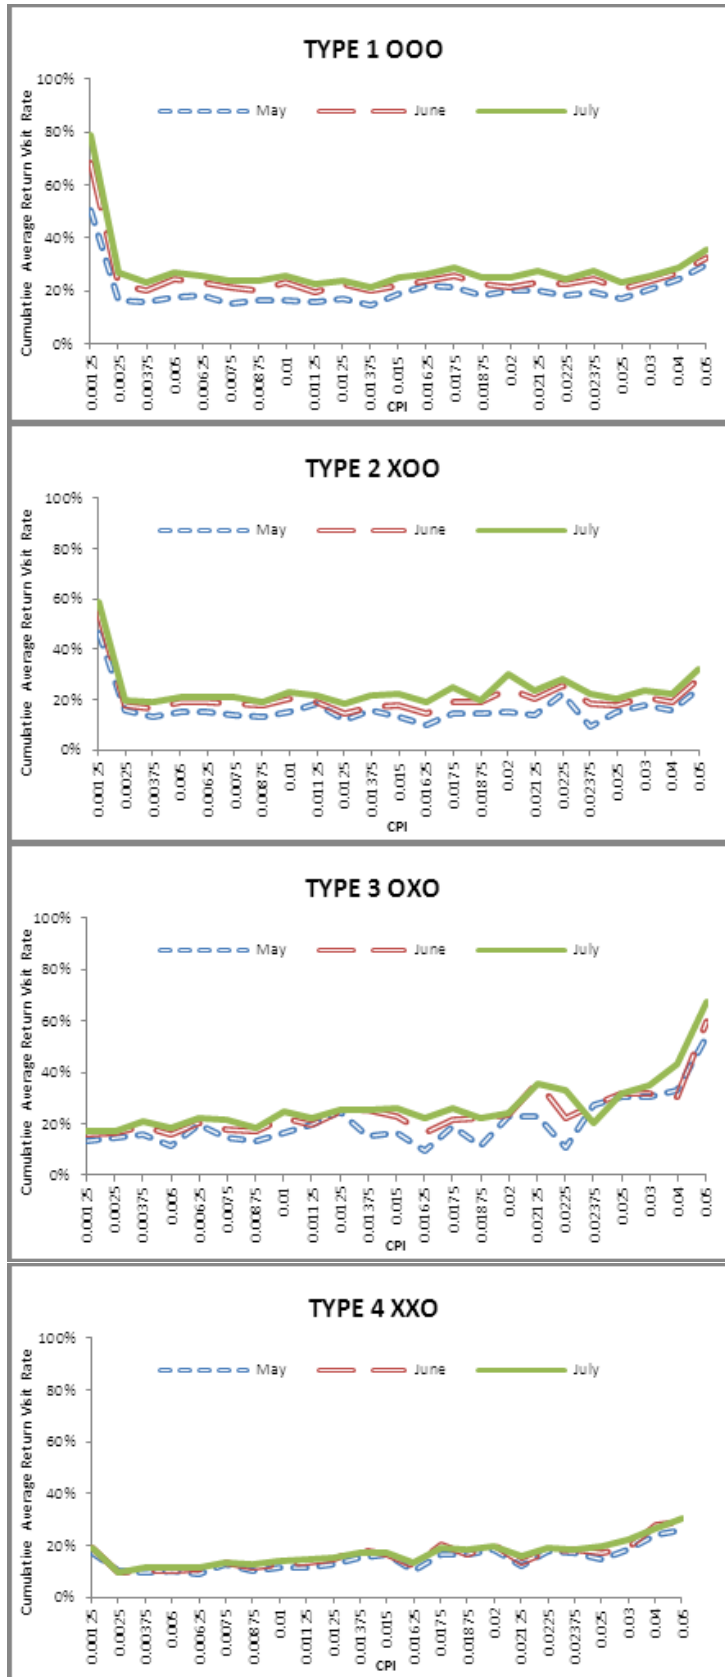 TYPE 1 OOO
Cumulative Average Return Visit Rate
100%
80%
60%
40%
20%
0%
May June July
0.00125 0.0025 0.00375 0.005 0.00625 0.0075 0.00875 0.01 0.01125 0.0125 0.01375 0.015 0.01625 0.0175 0.01875 0.02 0.02125 0.0225 0.02375 0.025 0.03 0.04 0.05
CPI
TYPE 2 XOO
Cumulative Average Return Visit Rate
100%
80%
60%
40%
20%
0%
May June July
0.00125 0.0025 0.00375 0.005 0.00625 0.0075 0.00875 0.01 0.01125 0.0125 0.01375 0.015 0.01625 0.0175 0.01875 0.02 0.02125 0.0225 0.02375 0.025 0.03 0.04 0.05
CPI
TYPE 3 OXO
Cumulative Average Return Visit Rate
100%
80%
60%
40%
20%
0%
May June July
0.00125 0.0025 0.00375 0.005 0.00625 0.0075 0.00875 0.01 0.01125 0.0125 0.01375 0.015 0.01625 0.0175 0.01875 0.02 0.02125 0.0225 0.02375 0.025 0.03 0.04 0.05
CPI
TYPE 4 XXO
Cumulative Average Return Visit Rate
100%
80%
60%
40%
20%
0%
May June July
0.00125 0.0025 0.00375 0.005 0.00625 0.0075 0.00875 0.01 0.01125 0.0125 0.01375 0.015 0.01625 0.0175 0.01875 0.02 0.02125 0.0225 0.02375 0.025 0.03 0.04 0.05
CPI